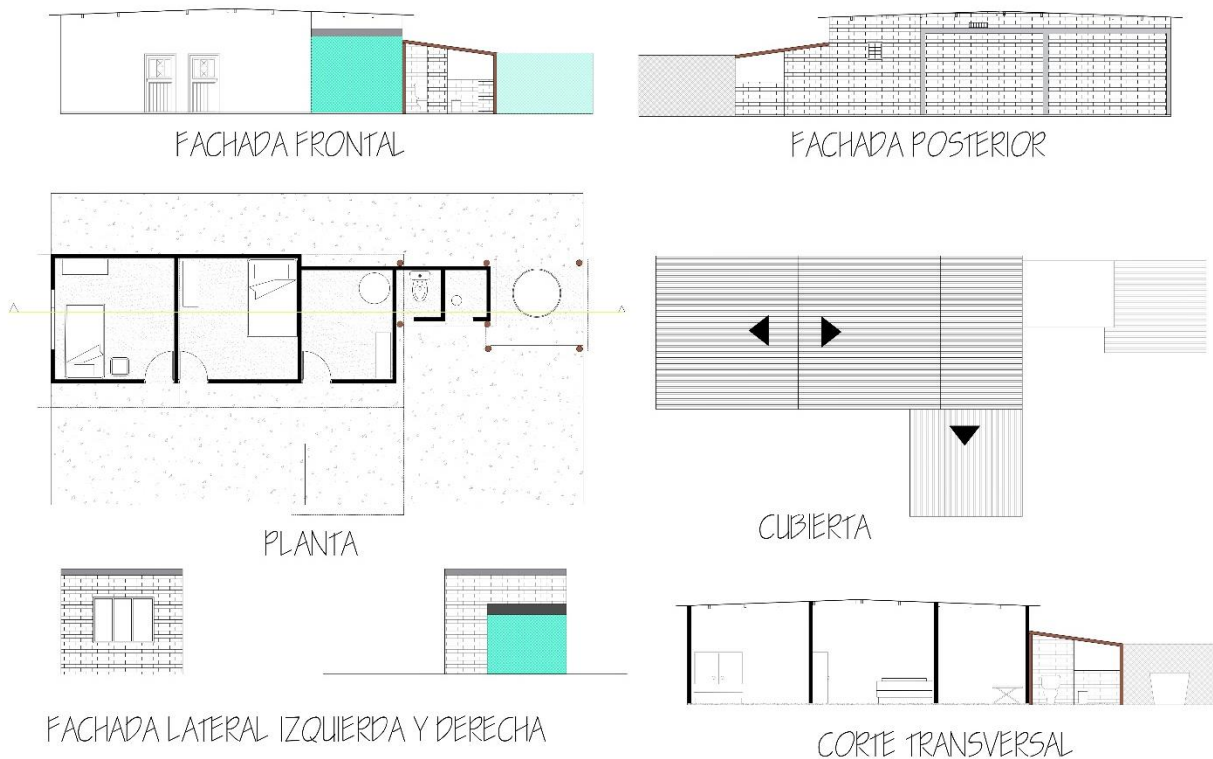 FACHADA FRONTAL
FACHADA POSTERIOR
PLANTA
CUBIERTA
FACHADA LATERAL IZQUIERDA Y DERECHA
CORTE TRANSVERSAL